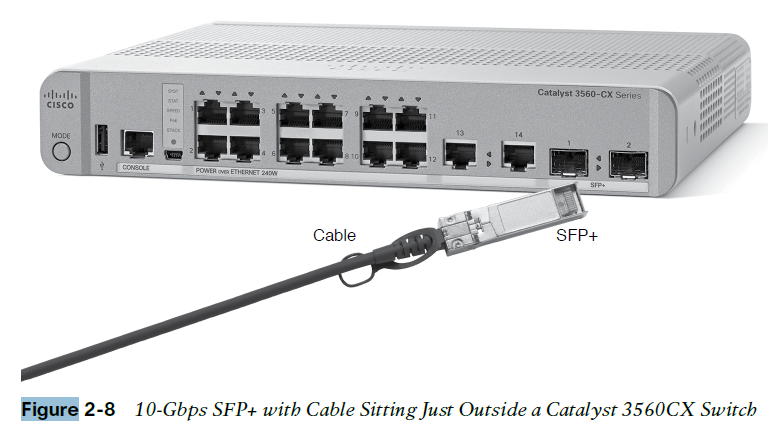 CISCO
Catalyst 3560-CX Series
MODE
SYST
STAT
SPEED
PoE
STACK
1 3 5 7 9 11
13 14 1 2
2 4 6 8 10 12
CONSOLE
POWER OVER ETHERNET 240W
SFP+
Cable
SFP+
Figure 2-8 10-Gbps SFP+ with Cable Sitting Just Outside a Catalyst 3560CX Switch